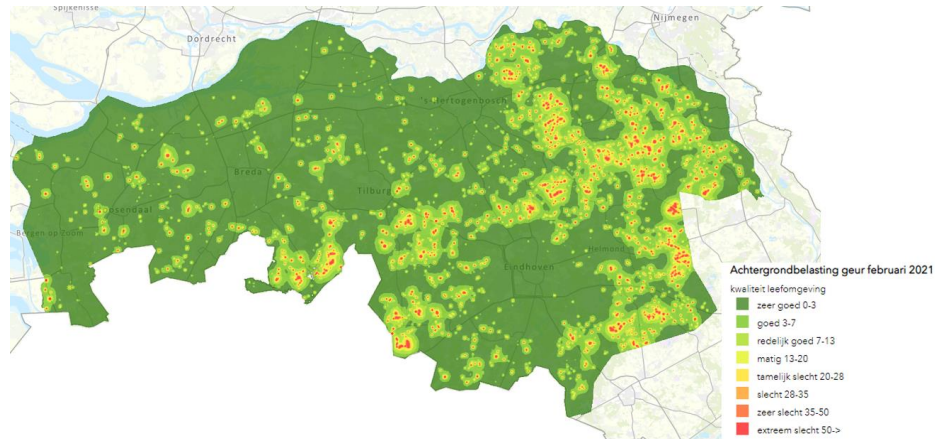 Spijkenisse
Nijmegen
Dordrecht
's Hertogenbosch
Breda
Tilburg
Bergen op Zoom
Helmond
Eindhoven
Achtergrondbelasting geur februari 2021
kwaliteit leefomgeving
zeer goed 0-3
goed 3-7
redelijk goed 7-13
matig 13-20
tamelijk slecht 20-28
slecht 28-35
zeer slecht 35-50
extreem slecht 50->